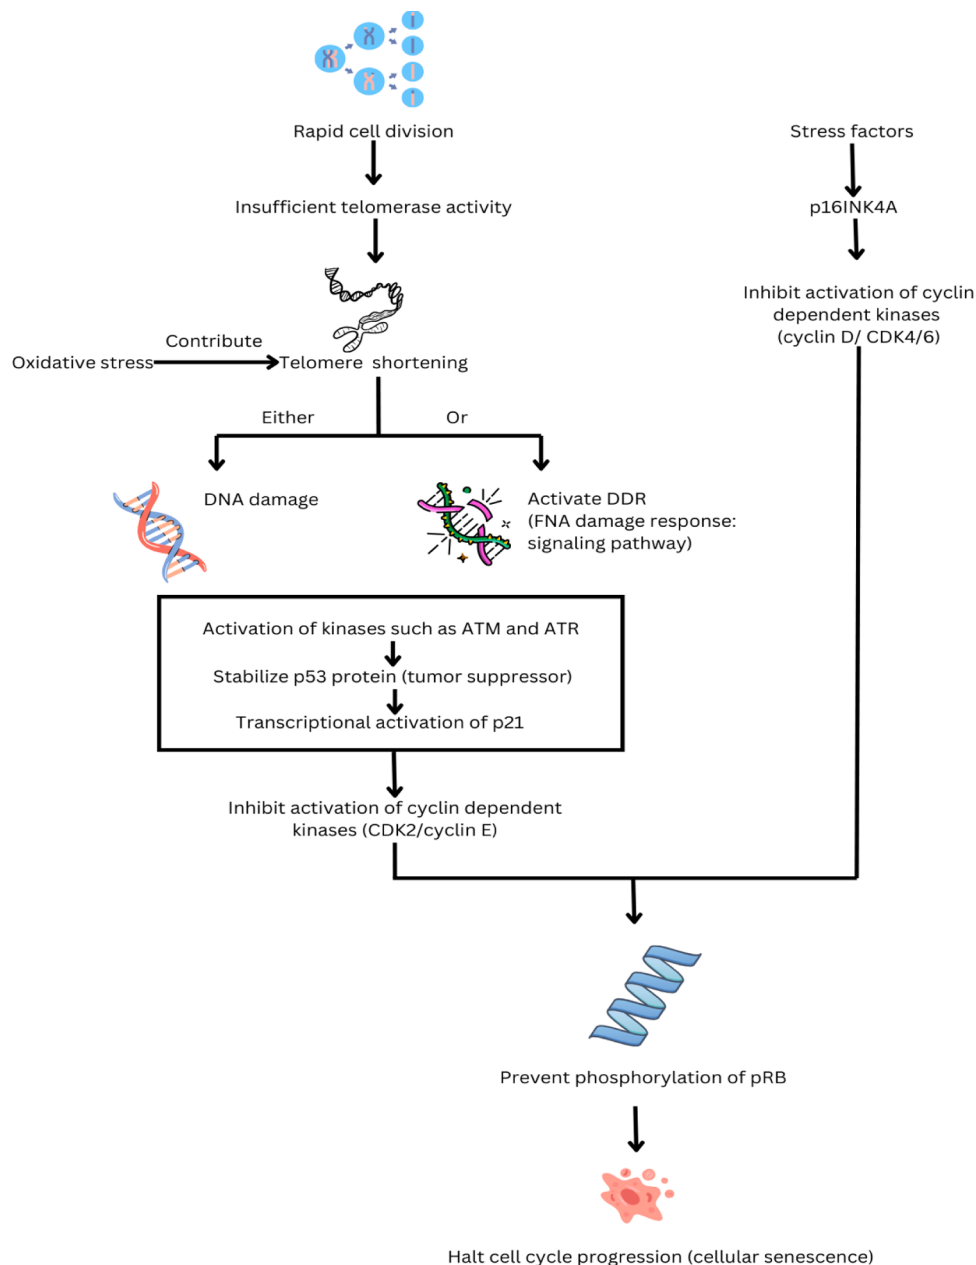 Rapid cell division
Stress factors
Insufficient telomerase activity
p16INK4A
Inhibit activation of cyclin
dependent kinases
(cyclin D/ CDK4/6)
Contribute
Oxidative stress
Telomere shortening
Either
Or
DNA damage
Activate DDR
(FNA damage response:
signaling pathway)
Activation of kinases such as ATM and ATR
Stabilize p53 protein (tumor suppressor)
Transcriptional activation of p21
Inhibit activation of cyclin dependent
kinases (CDK2/cyclin E)
Prevent phosphorylation of pRB
Halt cell cycle progression (cellular senescence)